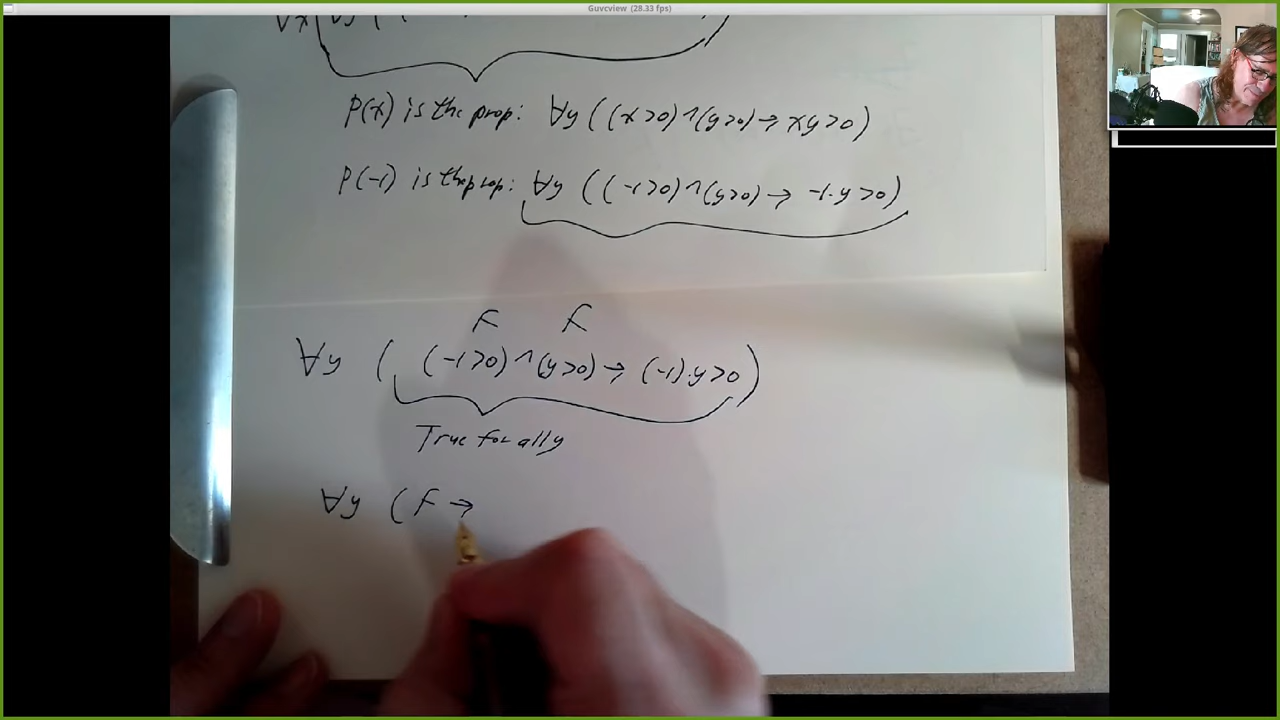 Guvcview (28.33 fps)
∀x (
P(x) is the prop: ∀y ((x>0)^(y>0)→ xy>0)
P(-1) is the prop: ∀y ((-1>0)^(y>0)→ -1·y>0)
F F
∀y ( (-1>0)^(y>0)→ (-1)·y>0)
True for all y
∀y (F →